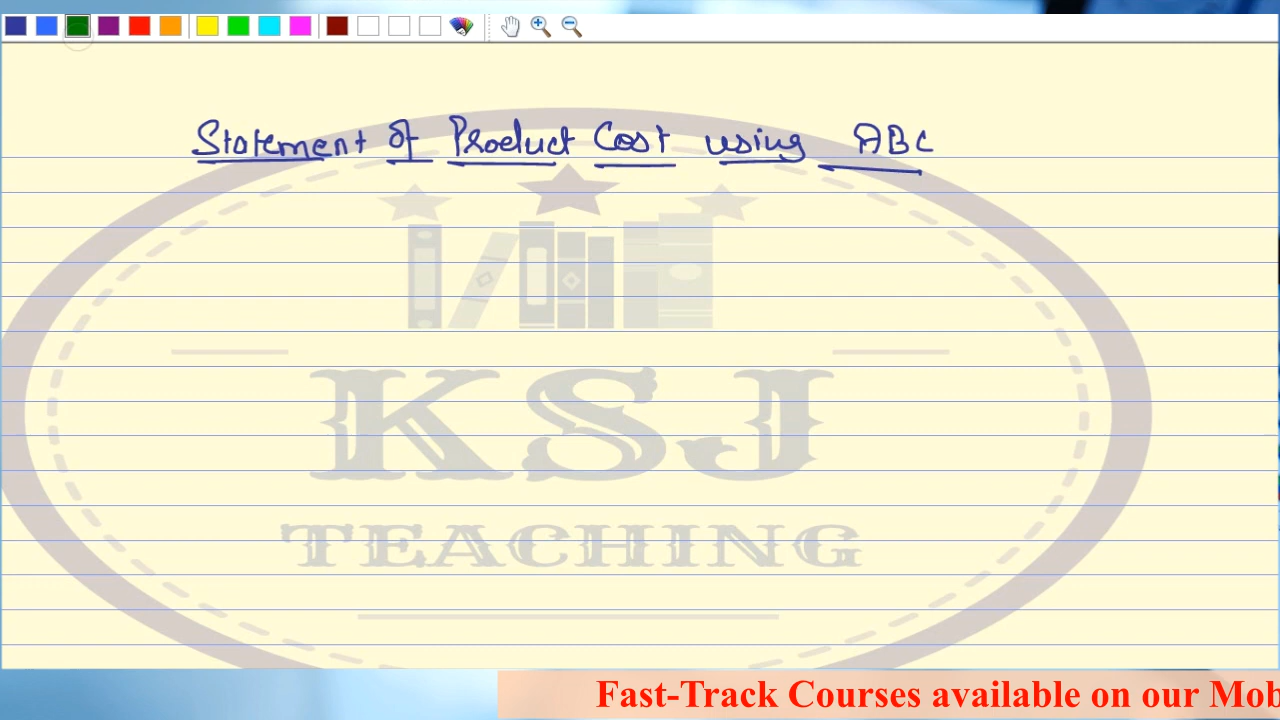 Statement of Product Cost using ABC
KSJ
TEACHING
Fast-Track Courses available on our Mob